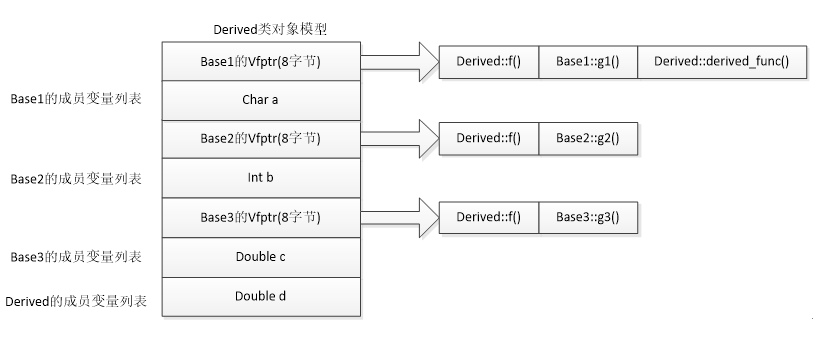 Derived类对象模型
Base1的Vfptr(8字节)
Derived::f()
Base1::g1()
Derived::derived_func()
Base1的成员变量列表
Char a
Base2的Vfptr(8字节)
Derived::f()
Base2::g2()
Base2的成员变量列表
Int b
Base3的Vfptr(8字节)
Derived::f()
Base3::g3()
Base3的成员变量列表
Double c
Derived的成员变量列表
Double d